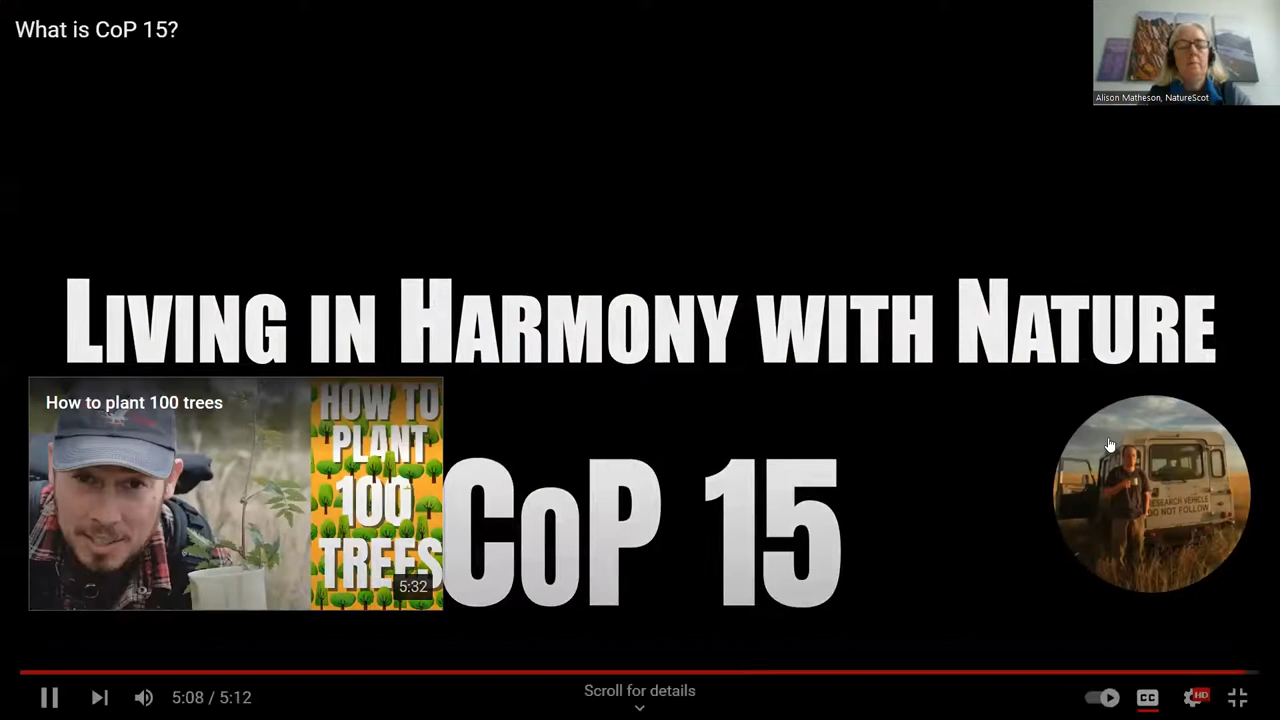 What is CoP 15?
Alison Matheson, NatureScot
LIVING IN HARMONY WITH NATURE
How to plant 100 trees
HOW TO
PLANT
100
TREES
5:32
CoP 15
RESEARCH VEHICLE
DO NOT FOLLOW
5:08 / 5:12
Scroll for details
CC
HD